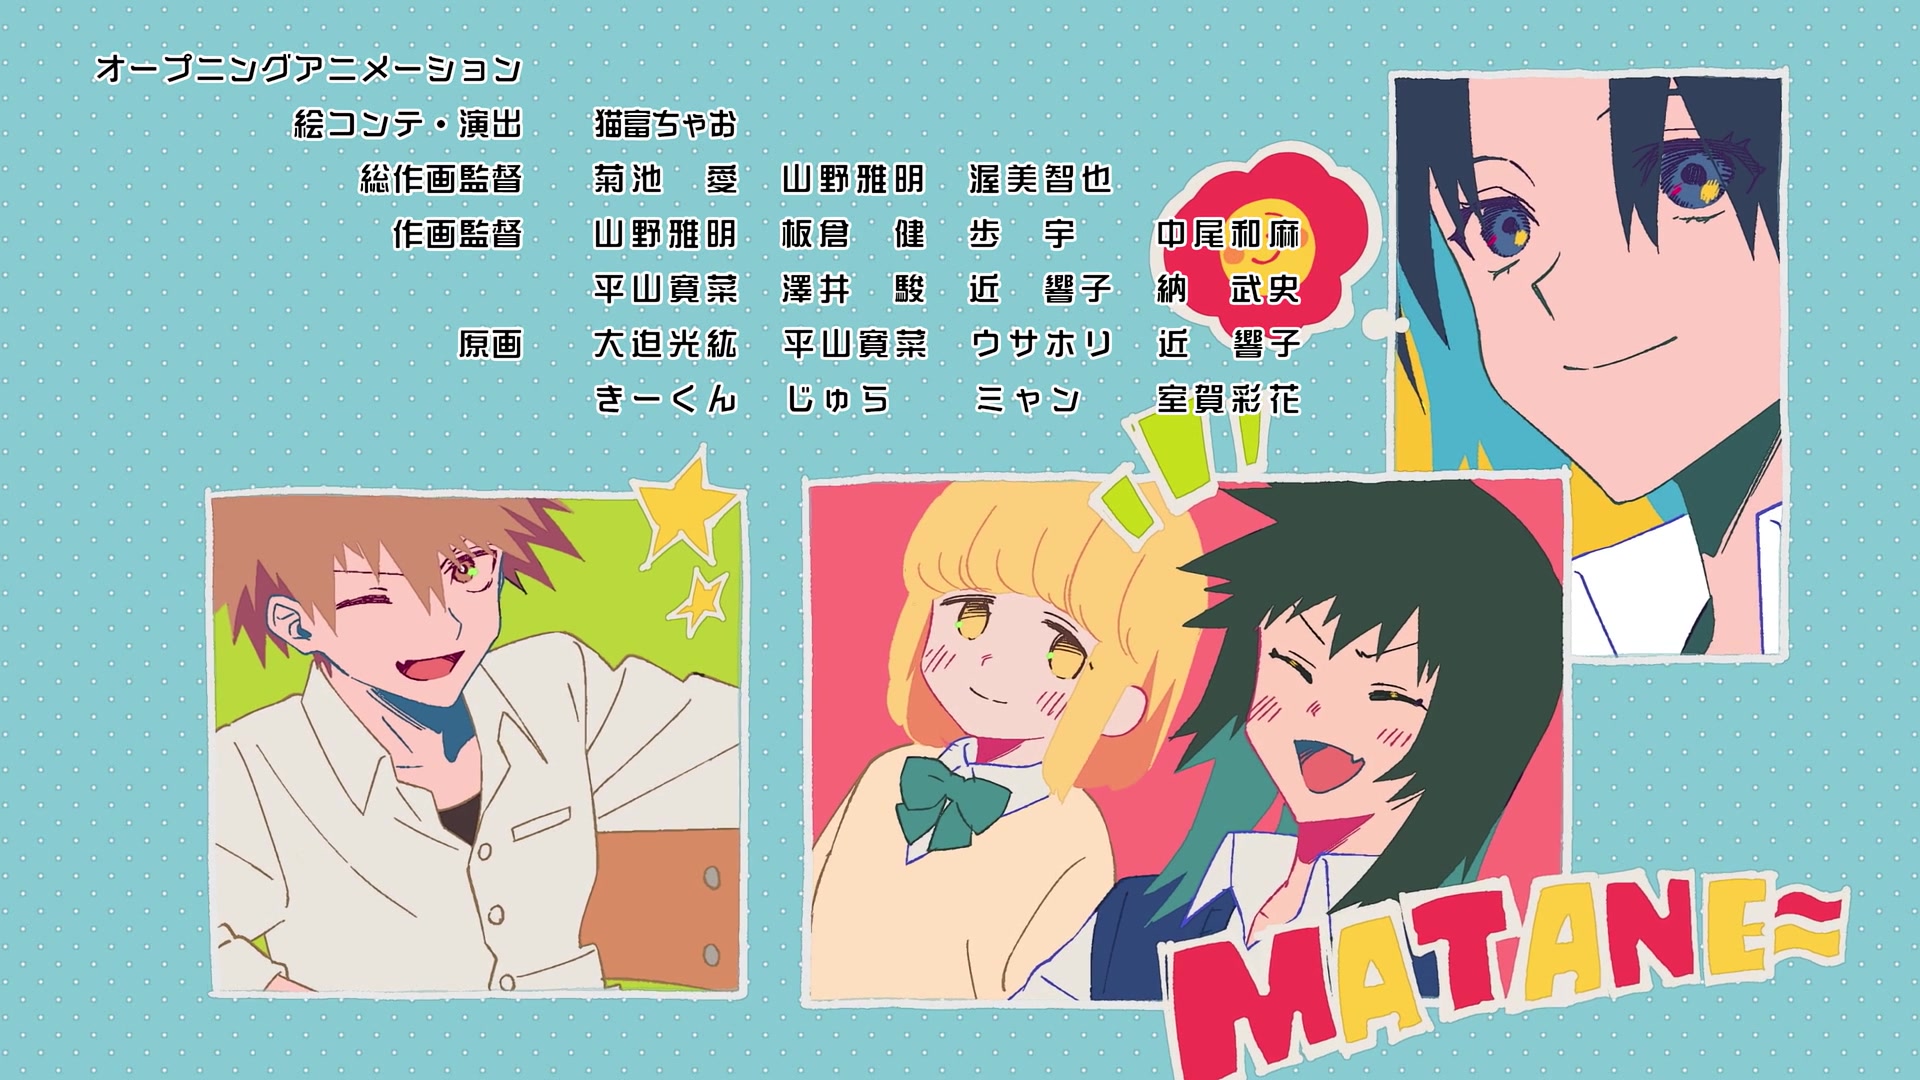 オープニングアニメーション
絵コンテ・演出 猫富ちゃお
総作画監督 菊池 愛 山野雅明 渥美智也
作画監督 山野雅明 板倉 健 歩 宇 中尾和麻
平山寛菜 澤井 駿 近 響子 納 武史
原画 大迫光紘 平山寛菜 ウサホリ 近 響子
きーくん じゅら ミャン 室賀彩花
MATANE~